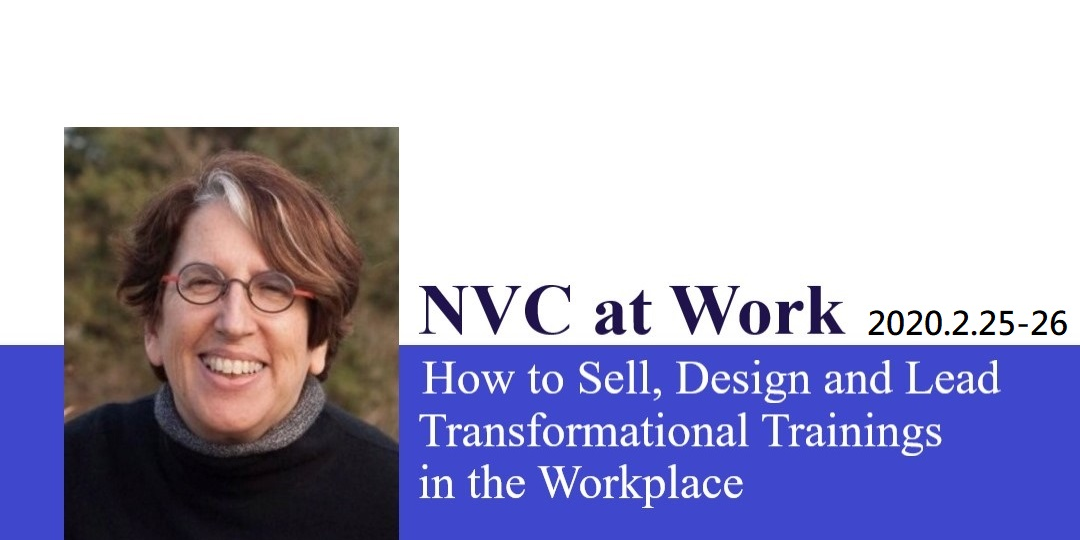 NVC at Work 2020.2.25-26
How to Sell, Design and Lead
Transformational Trainings
in the Workplace